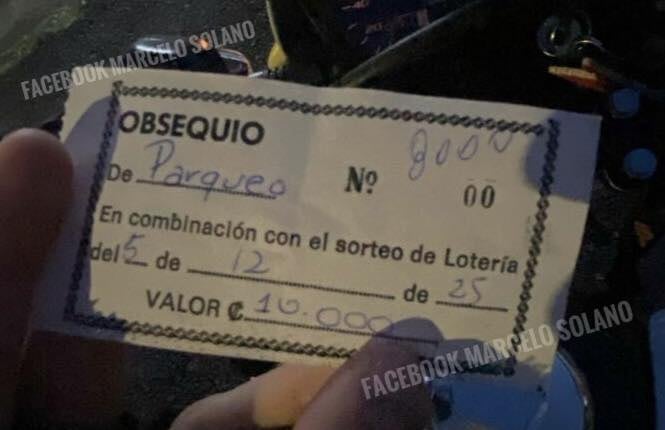 FACEBOOK MARCELO SOLANO
OBSEQUIO
De Parqueo Nº 00
En combinación con el sorteo de Lotería
del 5 de 12 de 25
VALOR ₡ 10.000
FACEBOOK MARCELO SOLANO